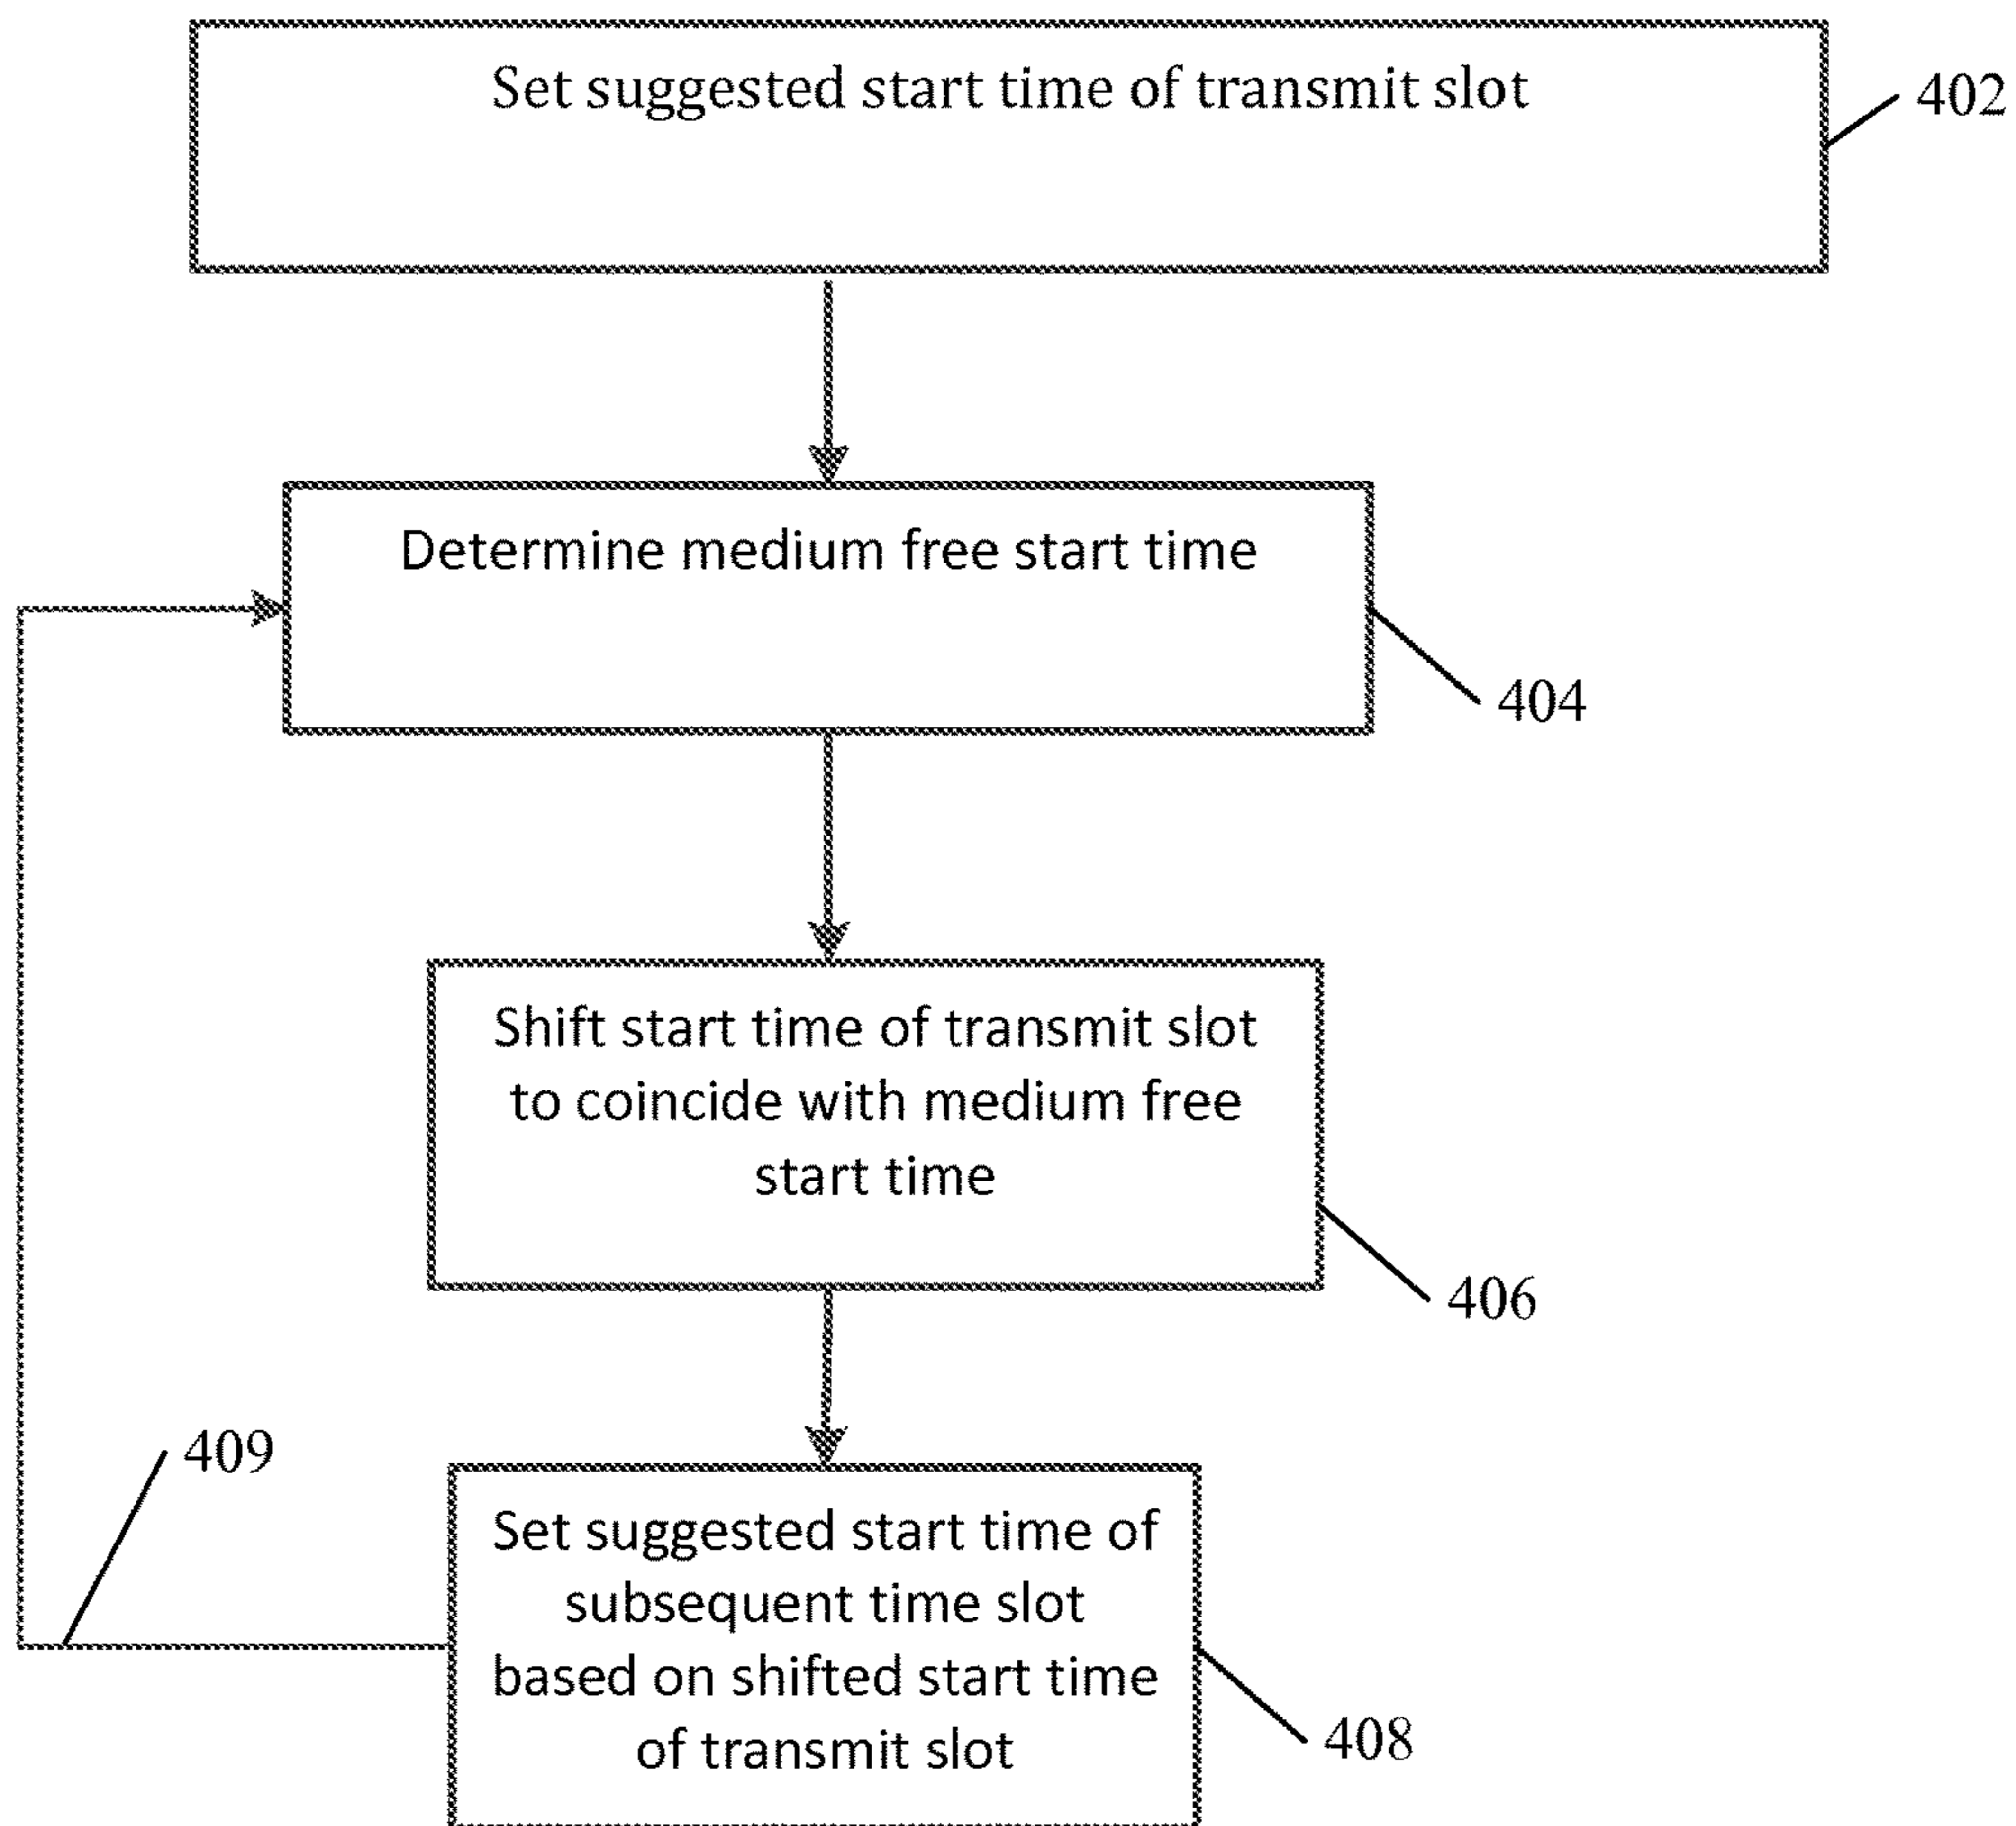 Set suggested start time of transmit slot
402
Determine medium free start time
404
Shift start time of transmit slot
to coincide with medium free
start time
406
409
Set suggested start time of
subsequent time slot
based on shifted start time
of transmit slot
408